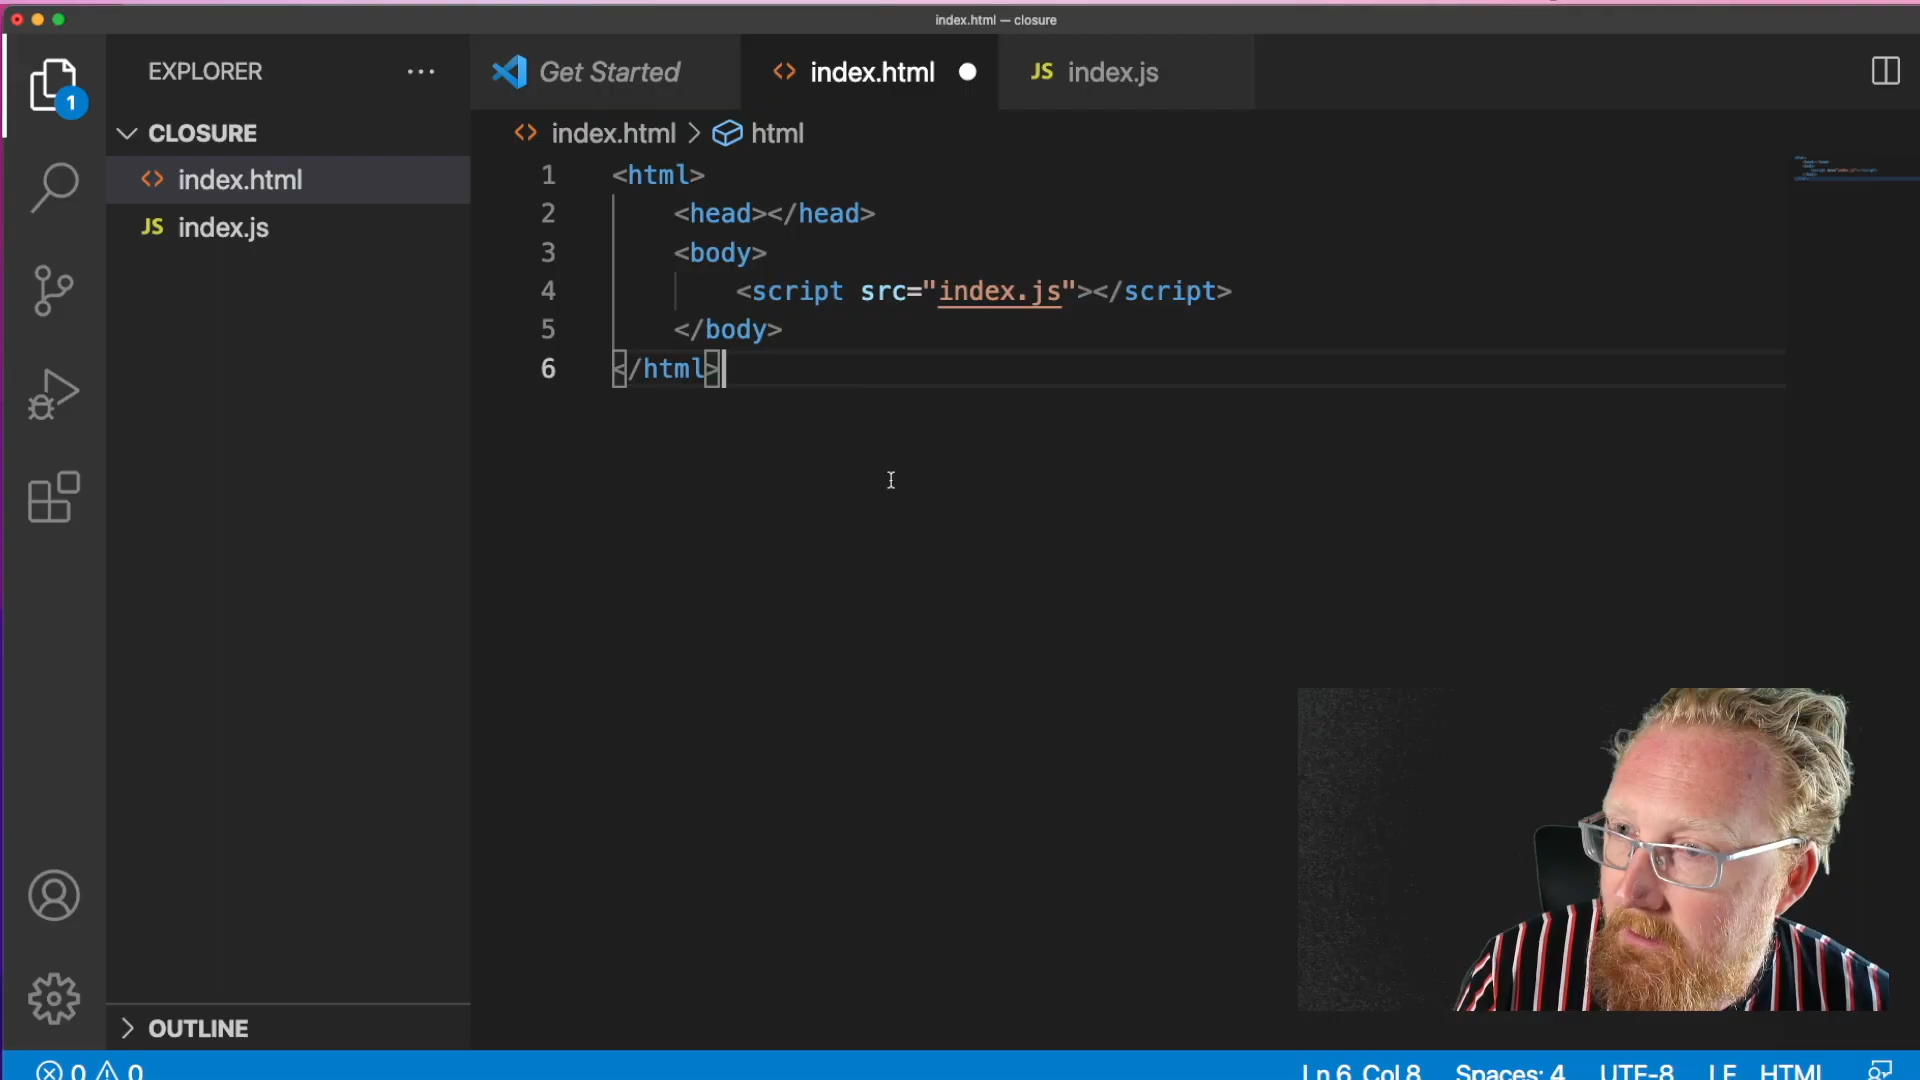 index.html — closure
EXPLORER
Get Started
index.html
JS index.js
1
CLOSURE
index.html > html
index.html
JS index.js
1 <html>
2 <head></head>
3 <body>
4 <script src="index.js"></script>
5 </body>
6 </html>
OUTLINE
0 0
Ln 6, Col 8 Spaces: 4 UTF-8 LF HTML